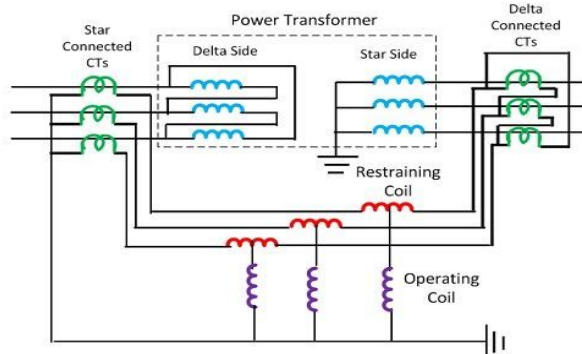 Star
Connected
CTs
Power Transformer
Delta Side
Star Side
Delta
Connected
CTs
Restraining
Coil
Operating
Coil